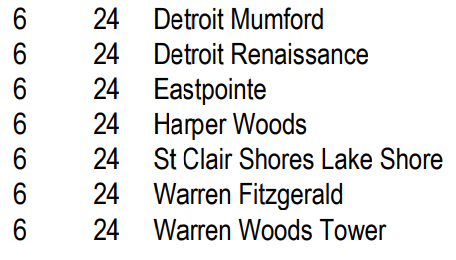 6 24 Detroit Mumford
6 24 Detroit Renaissance
6 24 Eastpointe
6 24 Harper Woods
6 24 St Clair Shores Lake Shore
6 24 Warren Fitzgerald
6 24 Warren Woods Tower